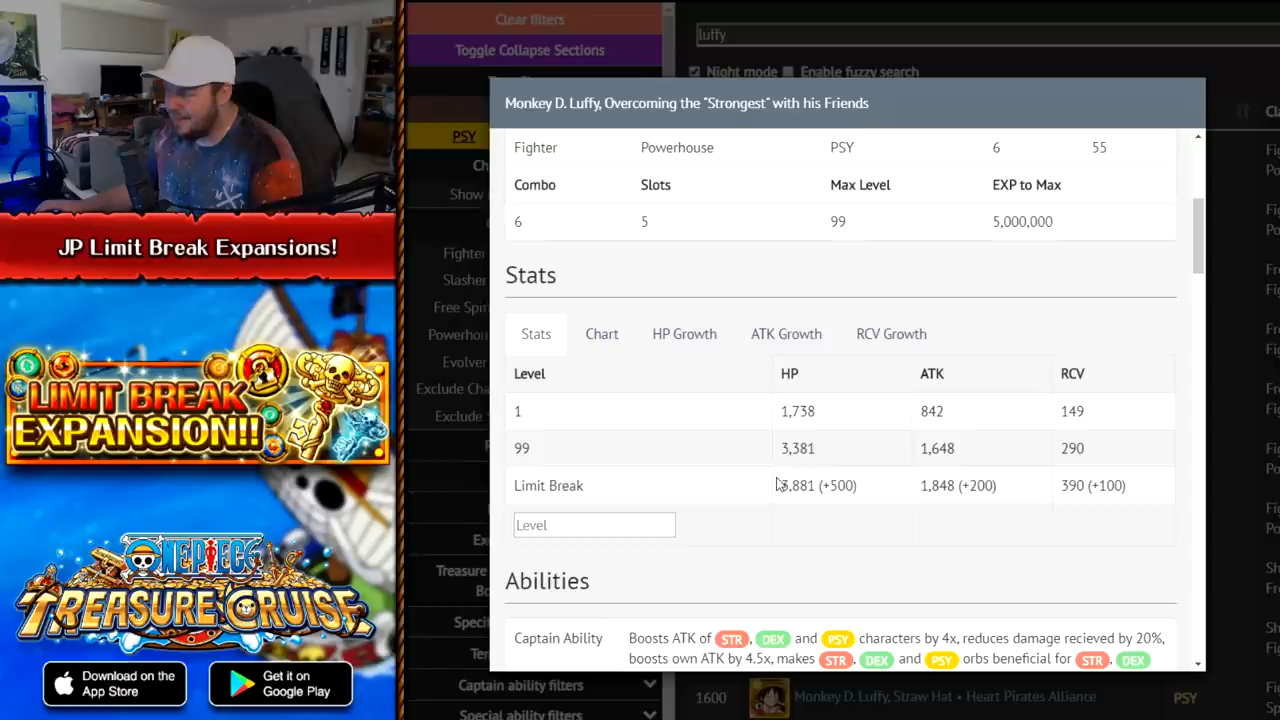 Clear filters
Toggle Collapse Sections
luffy
Night mode
Enable fuzzy search
PSY
Show
Fighter
Slasher
Free Spir
Powerhou
Evolver
Exclude Cha
Exclude
Treasure
Speci
Captain ability filters
Special ability filters
Monkey D. Luffy, Overcoming the "Strongest" with his Friends
Fighter Powerhouse PSY 6 55
Combo Slots Max Level EXP to Max
6 5 99 5,000,000
Stats
Stats Chart HP Growth ATK Growth RCV Growth
Level HP ATK RCV
1 1,738 842 149
99 3,381 1,648 290
Limit Break 3,881 (+500) 1,848 (+200) 390 (+100)
Level
Abilities
Captain Ability Boosts ATK of STR, DEX and PSY characters by 4x, reduces damage recieved by 20%,
boosts own ATK by 4.5x, makes STR, DEX and PSY orbs beneficial for STR, DEX
1600 Monkey D. Luffy, Straw Hat • Heart Pirates Alliance PSY
JP Limit Break Expansions!
LIMIT BREAK
EXPANSION!!
ONE PIECE
TREASURE CRUISE
Download on the
App Store
Get it on
Google Play